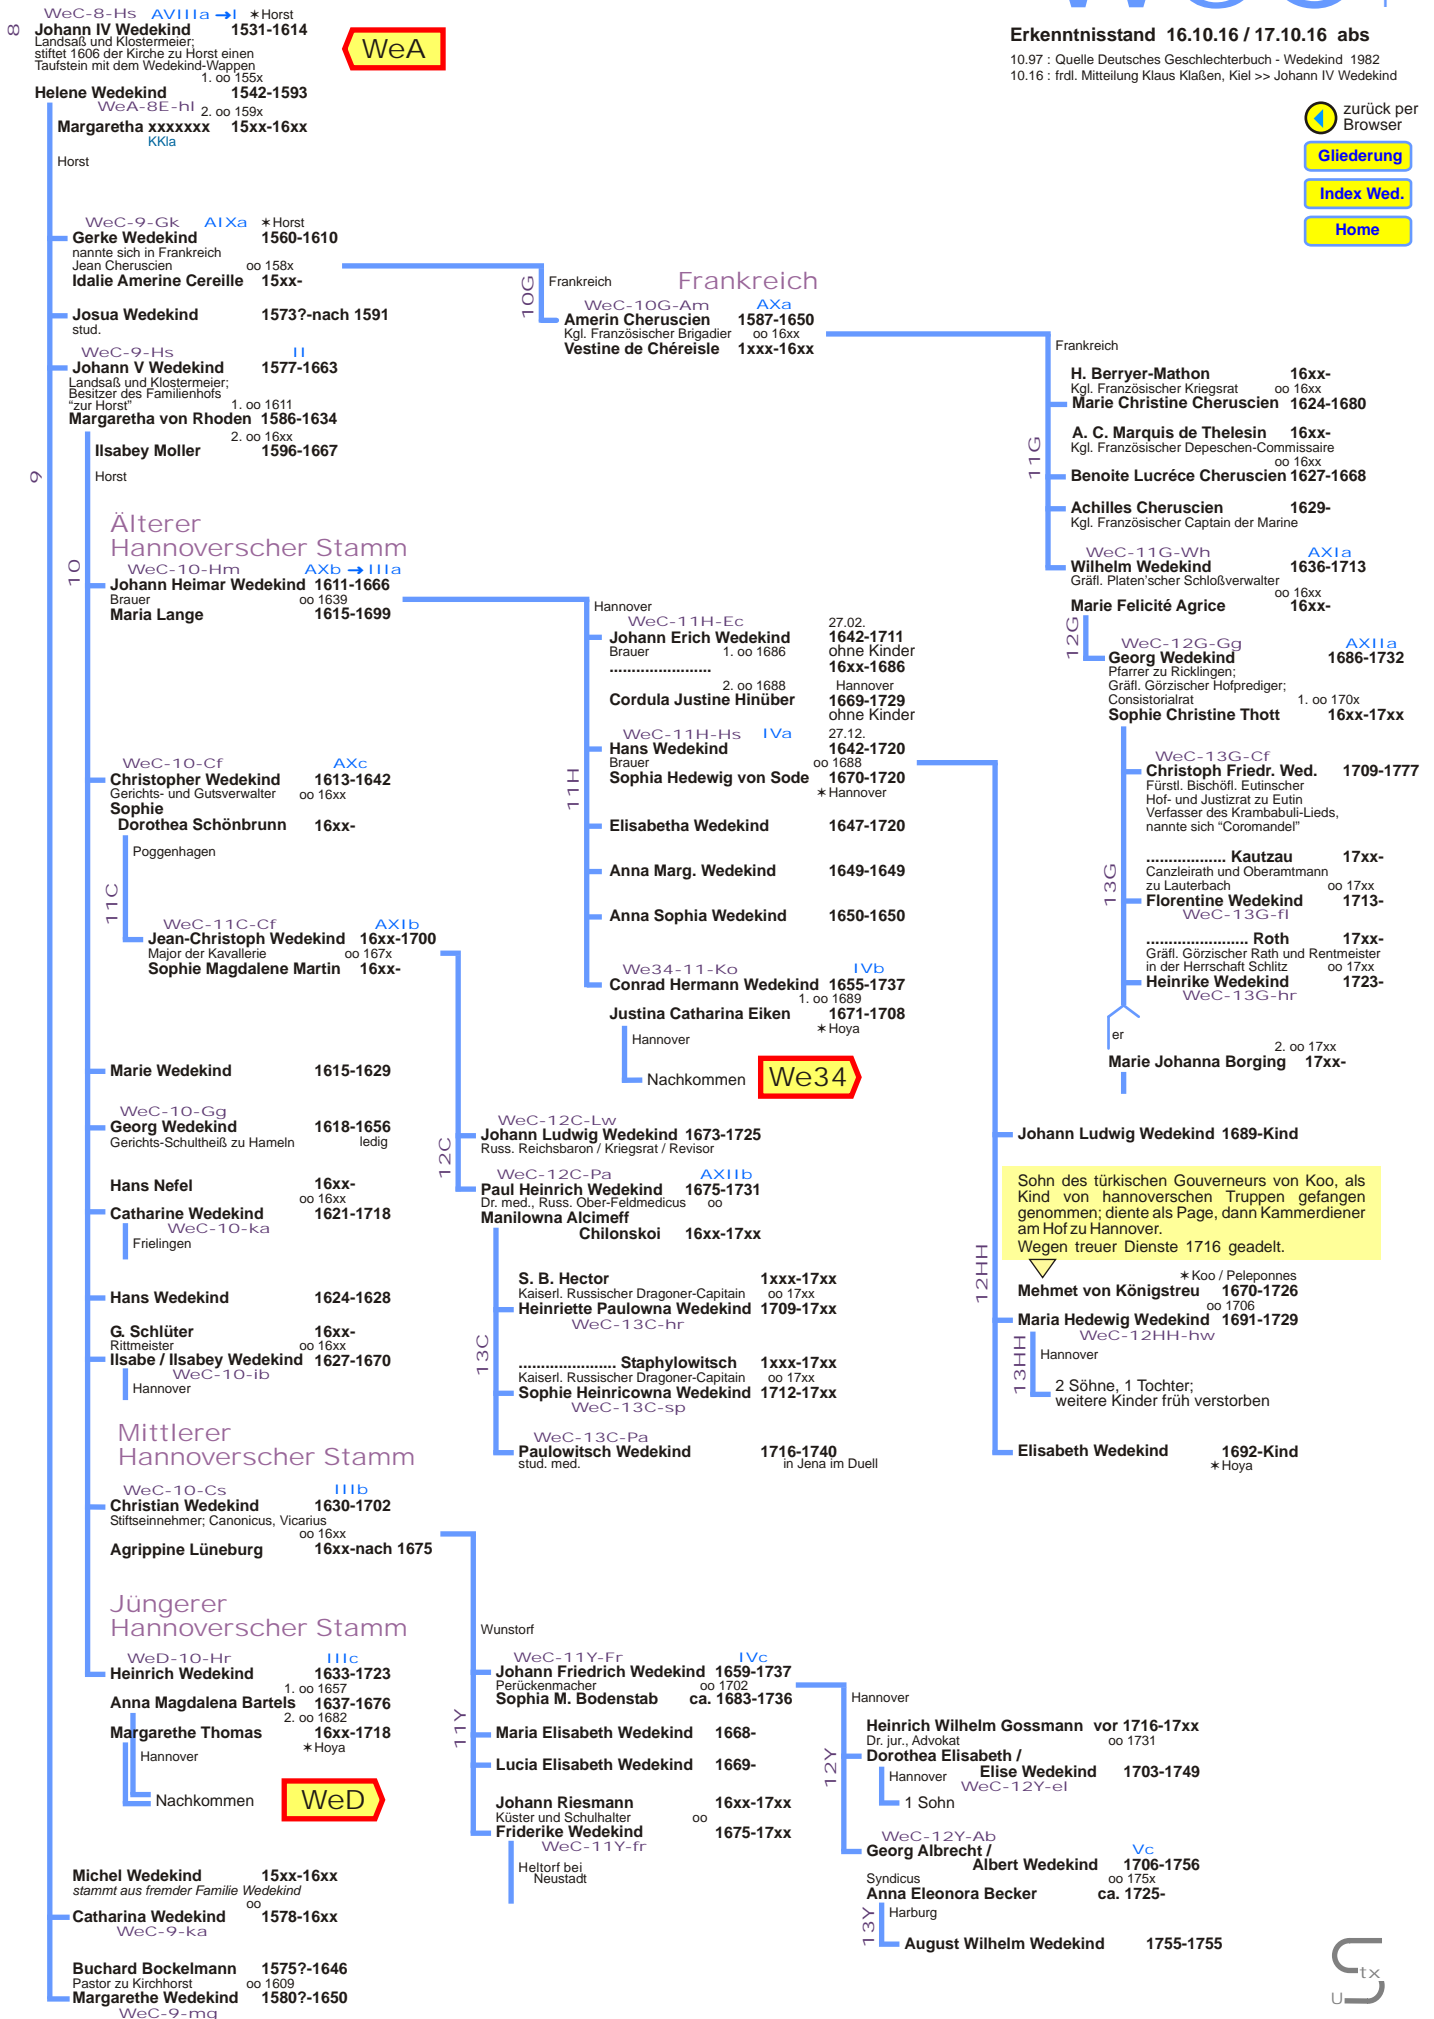 WeC
Erkenntnisstand 16.10.16 / 17.10.16 abs
10.97 : Quelle Deutsches Geschlechterbuch - Wedekind 1982
10.16 : frdl. Mitteilung Klaus Klaßen, Kiel >> Johann IV Wedekind
zurück per
Browser
Gliederung
Index Wed.
Home
8
WeC-8-Hs AVIIIa →I ✶Horst
Johann IV Wedekind 1531-1614
Landsaß und Klostermeier;
stiftet 1606 der Kirche zu Horst einen
Taufstein mit dem Wedekind-Wappen
1. oo 155x
Helene Wedekind 1542-1593
WeA-8E-hl
2. oo 159x
Margaretha xxxxxxx 15xx-16xx
KKla
Horst
WeA
9
WeC-9-Gk AIXa ✶Horst
Gerke Wedekind 1560-1610
nannte sich in Frankreich
Jean Cheruscien oo 158x
Idalie Amerine Cereille 15xx-
Josua Wedekind 1573?-nach 1591
stud.
WeC-9-Hs II
Johann V Wedekind 1577-1663
Landsaß und Klostermeier;
Besitzer des Familienhofs
"zur Horst" 1. oo 1611
Margaretha von Rhoden 1586-1634
2. oo 16xx
Ilsabey Moller 1596-1667
Horst
10
Älterer
Hannoverscher Stamm
WeC-10-Hm AXb →IIIa
Johann Heimar Wedekind 1611-1666
Brauer oo 1639
Maria Lange 1615-1699
WeC-10-Cf AXc
Christopher Wedekind 1613-1642
Gerichts- und Gutsverwalter oo 16xx
Sophie
Dorothea Schönbrunn 16xx-
Poggenhagen
11C
WeC-11C-Cf AXIb
Jean-Christoph Wedekind 16xx-1700
Major der Kavallerie oo 167x
Sophie Magdalene Martin 16xx-
Marie Wedekind 1615-1629
WeC-10-Gg
Georg Wedekind 1618-1656
Gerichts-Schultheiß zu Hameln ledig
Hans Nefel 16xx-
oo 16xx
Catharine Wedekind 1621-1718
WeC-10-ka
Frielingen
Hans Wedekind 1624-1628
G. Schlüter 16xx-
Rittmeister oo 16xx
Ilsabe / Ilsabey Wedekind 1627-1670
WeC-10-ib
Hannover
Mittlerer
Hannoverscher Stamm
WeC-10-Cs IIIb
Christian Wedekind 1630-1702
Stiftseinnehmer; Canonicus, Vicarius
oo 16xx
Agrippine Lüneburg 16xx-nach 1675
Jüngerer
Hannoverscher Stamm
WeD-10-Hr IIIc
Heinrich Wedekind 1633-1723
1. oo 1657
Anna Magdalena Bartels 1637-1676
2. oo 1682
Margarethe Thomas 16xx-1718
✶Hoya
Hannover
Nachkommen
WeD
Michel Wedekind 15xx-16xx
stammt aus fremder Familie Wedekind
oo
Catharina Wedekind 1578-16xx
WeC-9-ka
Buchard Bockelmann 1575?-1646
Pastor zu Kirchhorst oo 1609
Margarethe Wedekind 1580?-1650
WeC-9-mg
10G
Frankreich
Frankreich
WeC-10G-Am AXa
Amerin Cheruscien 1587-1650
Kgl. Französischer Brigadier oo 16xx
Vestine de Chéreisle 1xxx-16xx
11G
Frankreich
H. Berryer-Mathon 16xx-
Kgl. Französischer Kriegsrat oo 16xx
Marie Christine Cheruscien 1624-1680
A. C. Marquis de Thelesin 16xx-
Kgl. Französischer Depeschen-Commissaire
oo 16xx
Benoite Lucréce Cheruscien 1627-1668
Achilles Cheruscien 1629-
Kgl. Französischer Captain der Marine
WeC-11G-Wh AXIa
Wilhelm Wedekind 1636-1713
Gräfl. Platen'scher Schloßverwalter
oo 16xx
Marie Felicité Agrice 16xx-
12G
WeC-12G-Gg AXIIa
Georg Wedekind 1686-1732
Pfarrer zu Ricklingen;
Gräfl. Görzischer Hofprediger;
Consistorialrat 1. oo 170x
Sophie Christine Thott 16xx-17xx
13G
WeC-13G-Cf
Christoph Friedr. Wed. 1709-1777
Fürstl. Bischöfl. Eutinscher
Hof- und Justizrat zu Eutin
Verfasser des Krambabuli-Lieds,
nannte sich "Coromandel"
.................. Kautzau 17xx-
Canzleirath und Oberamtmann
zu Lauterbach oo 17xx
Florentine Wedekind 1713-
WeC-13G-fl
....................... Roth 17xx-
Gräfl. Görzischer Rath und Rentmeister
in der Herrschaft Schlitz oo 17xx
Heinrike Wedekind 1723-
WeC-13G-hr
er
2. oo 17xx
Marie Johanna Borging 17xx-
11H
Hannover
WeC-11H-Ec 27.02.
Johann Erich Wedekind 1642-1711
Brauer 1. oo 1686 ohne Kinder
....................... 16xx-1686
2. oo 1688 Hannover
Cordula Justine Hinüber 1669-1729
ohne Kinder
WeC-11H-Hs IVa 27.12.
Hans Wedekind 1642-1720
Brauer oo 1688
Sophia Hedewig von Sode 1670-1720
✶Hannover
Elisabetha Wedekind 1647-1720
Anna Marg. Wedekind 1649-1649
Anna Sophia Wedekind 1650-1650
We34-11-Ko IVb
Conrad Hermann Wedekind 1655-1737
1. oo 1689
Justina Catharina Eiken 1671-1708
✶Hoya
Hannover
Nachkommen
We34
12C
WeC-12C-Lw
Johann Ludwig Wedekind 1673-1725
Russ. Reichsbaron / Kriegsrat / Revisor
WeC-12C-Pa AXIIb
Paul Heinrich Wedekind 1675-1731
Dr. med., Russ. Ober-Feldmedicus oo
Manilowna Alcimeff
Chilonskoi 16xx-17xx
13C
S. B. Hector 1xxx-17xx
Kaiserl. Russischer Dragoner-Capitain oo 17xx
Heinriette Paulowna Wedekind 1709-17xx
WeC-13C-hr
...................... Staphylowitsch 1xxx-17xx
Kaiserl. Russischer Dragoner-Capitain oo 17xx
Sophie Heinricowna Wedekind 1712-17xx
WeC-13C-sp
WeC-13C-Pa
Paulowitsch Wedekind 1716-1740
stud. med. in Jena im Duell
12HH
Johann Ludwig Wedekind 1689-Kind
Sohn des türkischen Gouverneurs von Koo, als
Kind von hannoverschen Truppen gefangen
genommen; diente als Page, dann Kammerdiener
am Hof zu Hannover.
Wegen treuer Dienste 1716 geadelt.
✶Koo / Peleponnes
Mehmet von Königstreu 1670-1726
oo 1706
Maria Hedewig Wedekind 1691-1729
WeC-12HH-hw
13HH
Hannover
2 Söhne, 1 Tochter;
weitere Kinder früh verstorben
Elisabeth Wedekind 1692-Kind
✶Hoya
11Y
Wunstorf
WeC-11Y-Fr IVc
Johann Friedrich Wedekind 1659-1737
Perückenmacher oo 1702
Sophia M. Bodenstab ca. 1683-1736
Maria Elisabeth Wedekind 1668-
Lucia Elisabeth Wedekind 1669-
Johann Riesmann 16xx-17xx
Küster und Schulhalter oo
Friderike Wedekind 1675-17xx
WeC-11Y-fr
Heltorf bei
Neustadt
12Y
Hannover
Heinrich Wilhelm Gossmann vor 1716-17xx
Dr. jur., Advokat oo 1731
Dorothea Elisabeth /
Elise Wedekind 1703-1749
Hannover WeC-12Y-el
1 Sohn
WeC-12Y-Ab
Georg Albrecht / Vc
Albert Wedekind 1706-1756
Syndicus oo 175x
Anna Eleonora Becker ca. 1725-
13Y
Harburg
August Wilhelm Wedekind 1755-1755
S tx
U